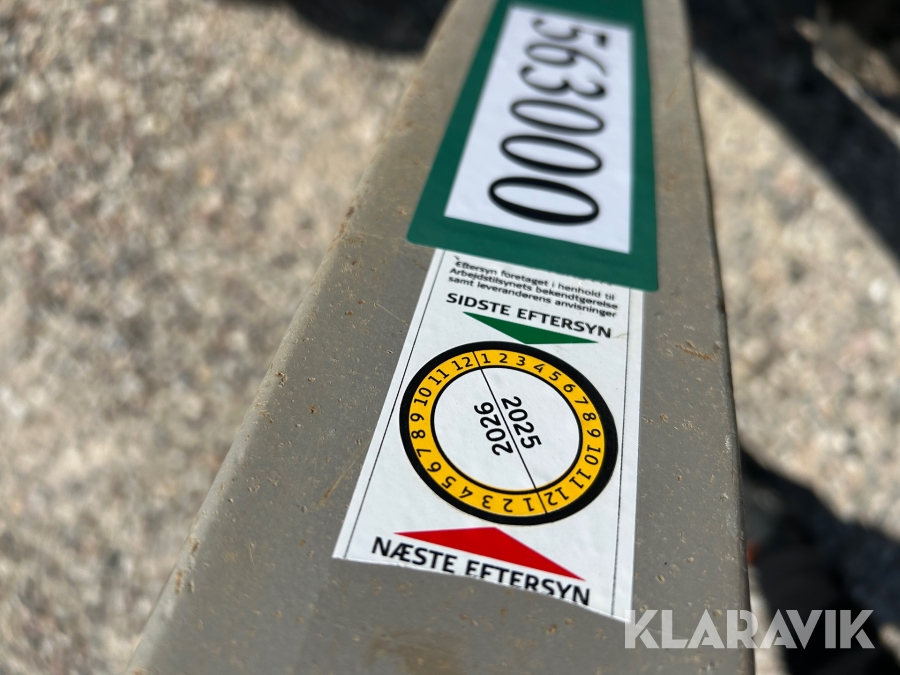 563000
Eftersyn foretaget i henhold til
Arbejdstilsynets bekendtgørelse
samt leverandørens anvisninger
SIDSTE EFTERSYN
1 2 3 4 5 6 7 8 9 10 11 12
2025
2026
1 2 3 4 5 6 7 8 9 10 11 12
NÆSTE EFTERSYN
KLARAVIK